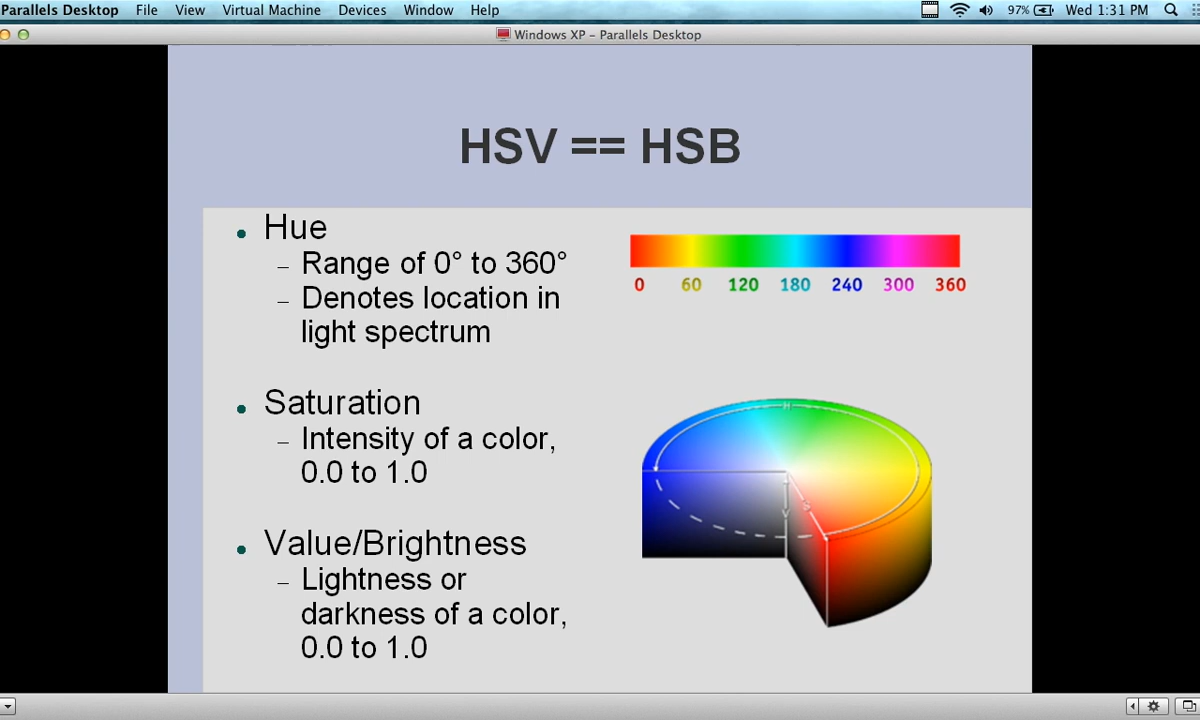 Parallels Desktop File View Virtual Machine Devices Window Help 97% Wed 1:31 PM
Windows XP – Parallels Desktop
HSV == HSB
• Hue
– Range of 0° to 360°
– Denotes location in
light spectrum
0 60 120 180 240 300 360
• Saturation
– Intensity of a color,
0.0 to 1.0
• Value/Brightness
– Lightness or
darkness of a color,
0.0 to 1.0
H
S
V